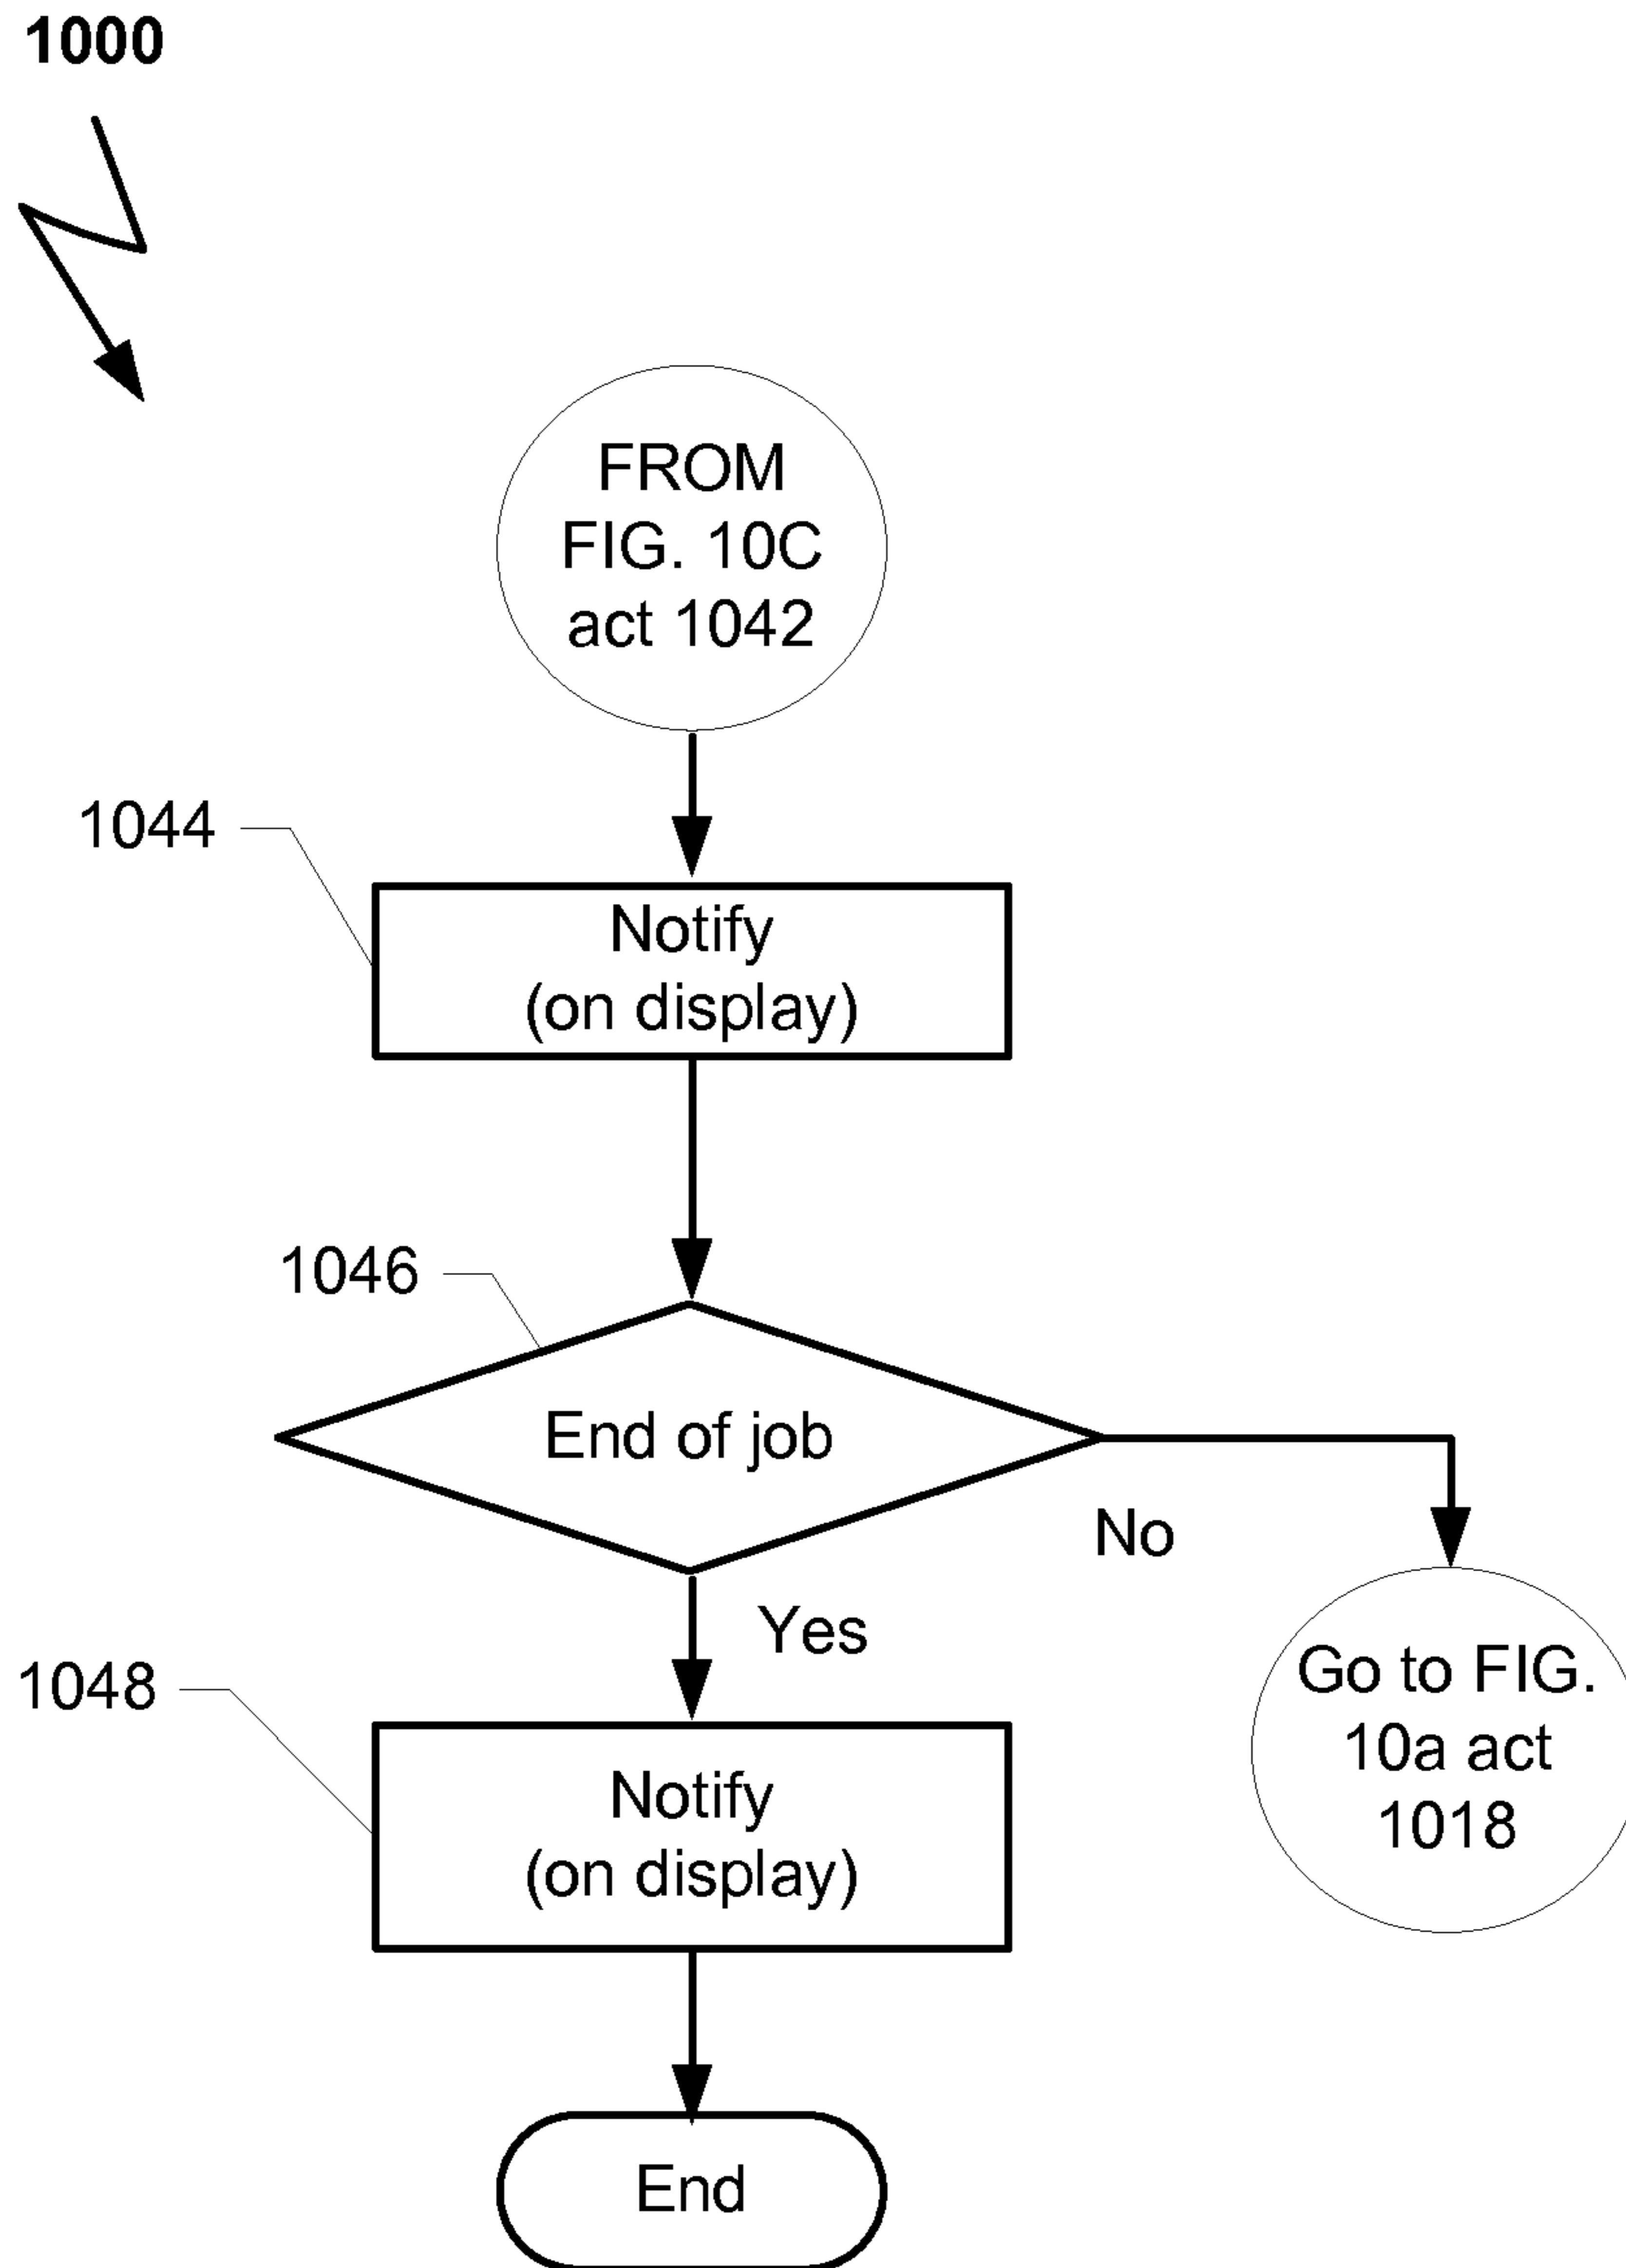 1000
FROM
FIG. 10C
act 1042
1044
Notify
(on display)
1046
End of job
No
Yes
Go to FIG.
10a act
1018
1048
Notify
(on display)
End